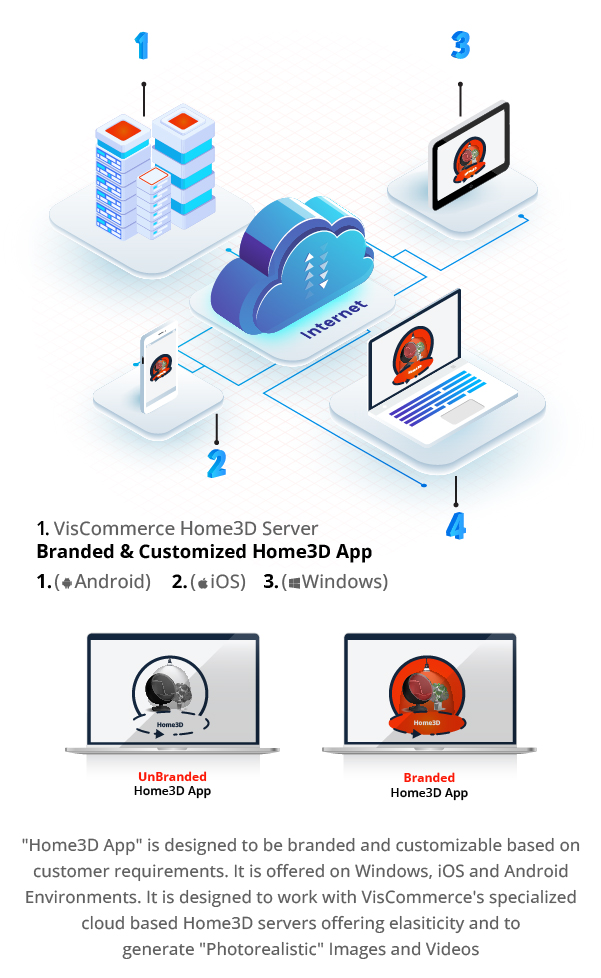 1
3
Internet
2
4
1. VisCommerce Home3D Server
Branded & Customized Home3D App
1. (Android) 2. (iOS) 3. (Windows)
Home3D
Home3D
UnBranded
Home3D App
Branded
Home3D App
"Home3D App" is designed to be branded and customizable based on
customer requirements. It is offered on Windows, iOS and Android
Environments. It is designed to work with VisCommerce's specialized
cloud based Home3D servers offering elasiticity and to
generate "Photorealistic" Images and Videos